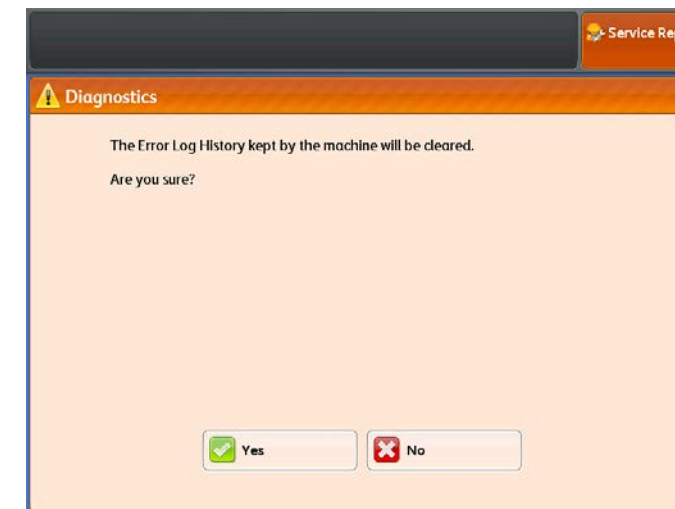 Service Re
Diagnostics
The Error Log History kept by the machine will be cleared.
Are you sure?
Yes
No